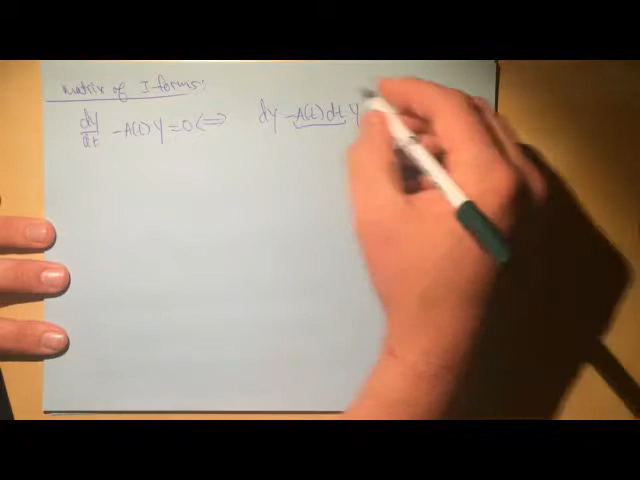 matrix of 1-forms:
dy/dt - A(t) y = 0 <=> dy - A(t) dt y